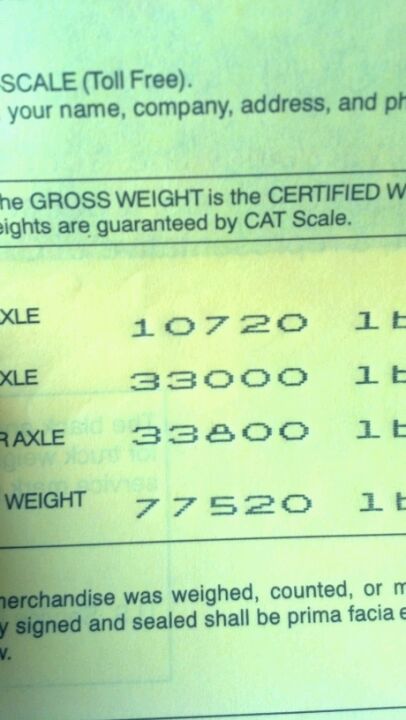 SCALE (Toll Free).
your name, company, address, and ph
he GROSS WEIGHT is the CERTIFIED W
eights are guaranteed by CAT Scale.
XLE 10720 lb
XLE 33000 lb
R AXLE 33800 lb
WEIGHT 77520 lb
merchandise was weighed, counted, or m
y signed and sealed shall be prima facia e
w.